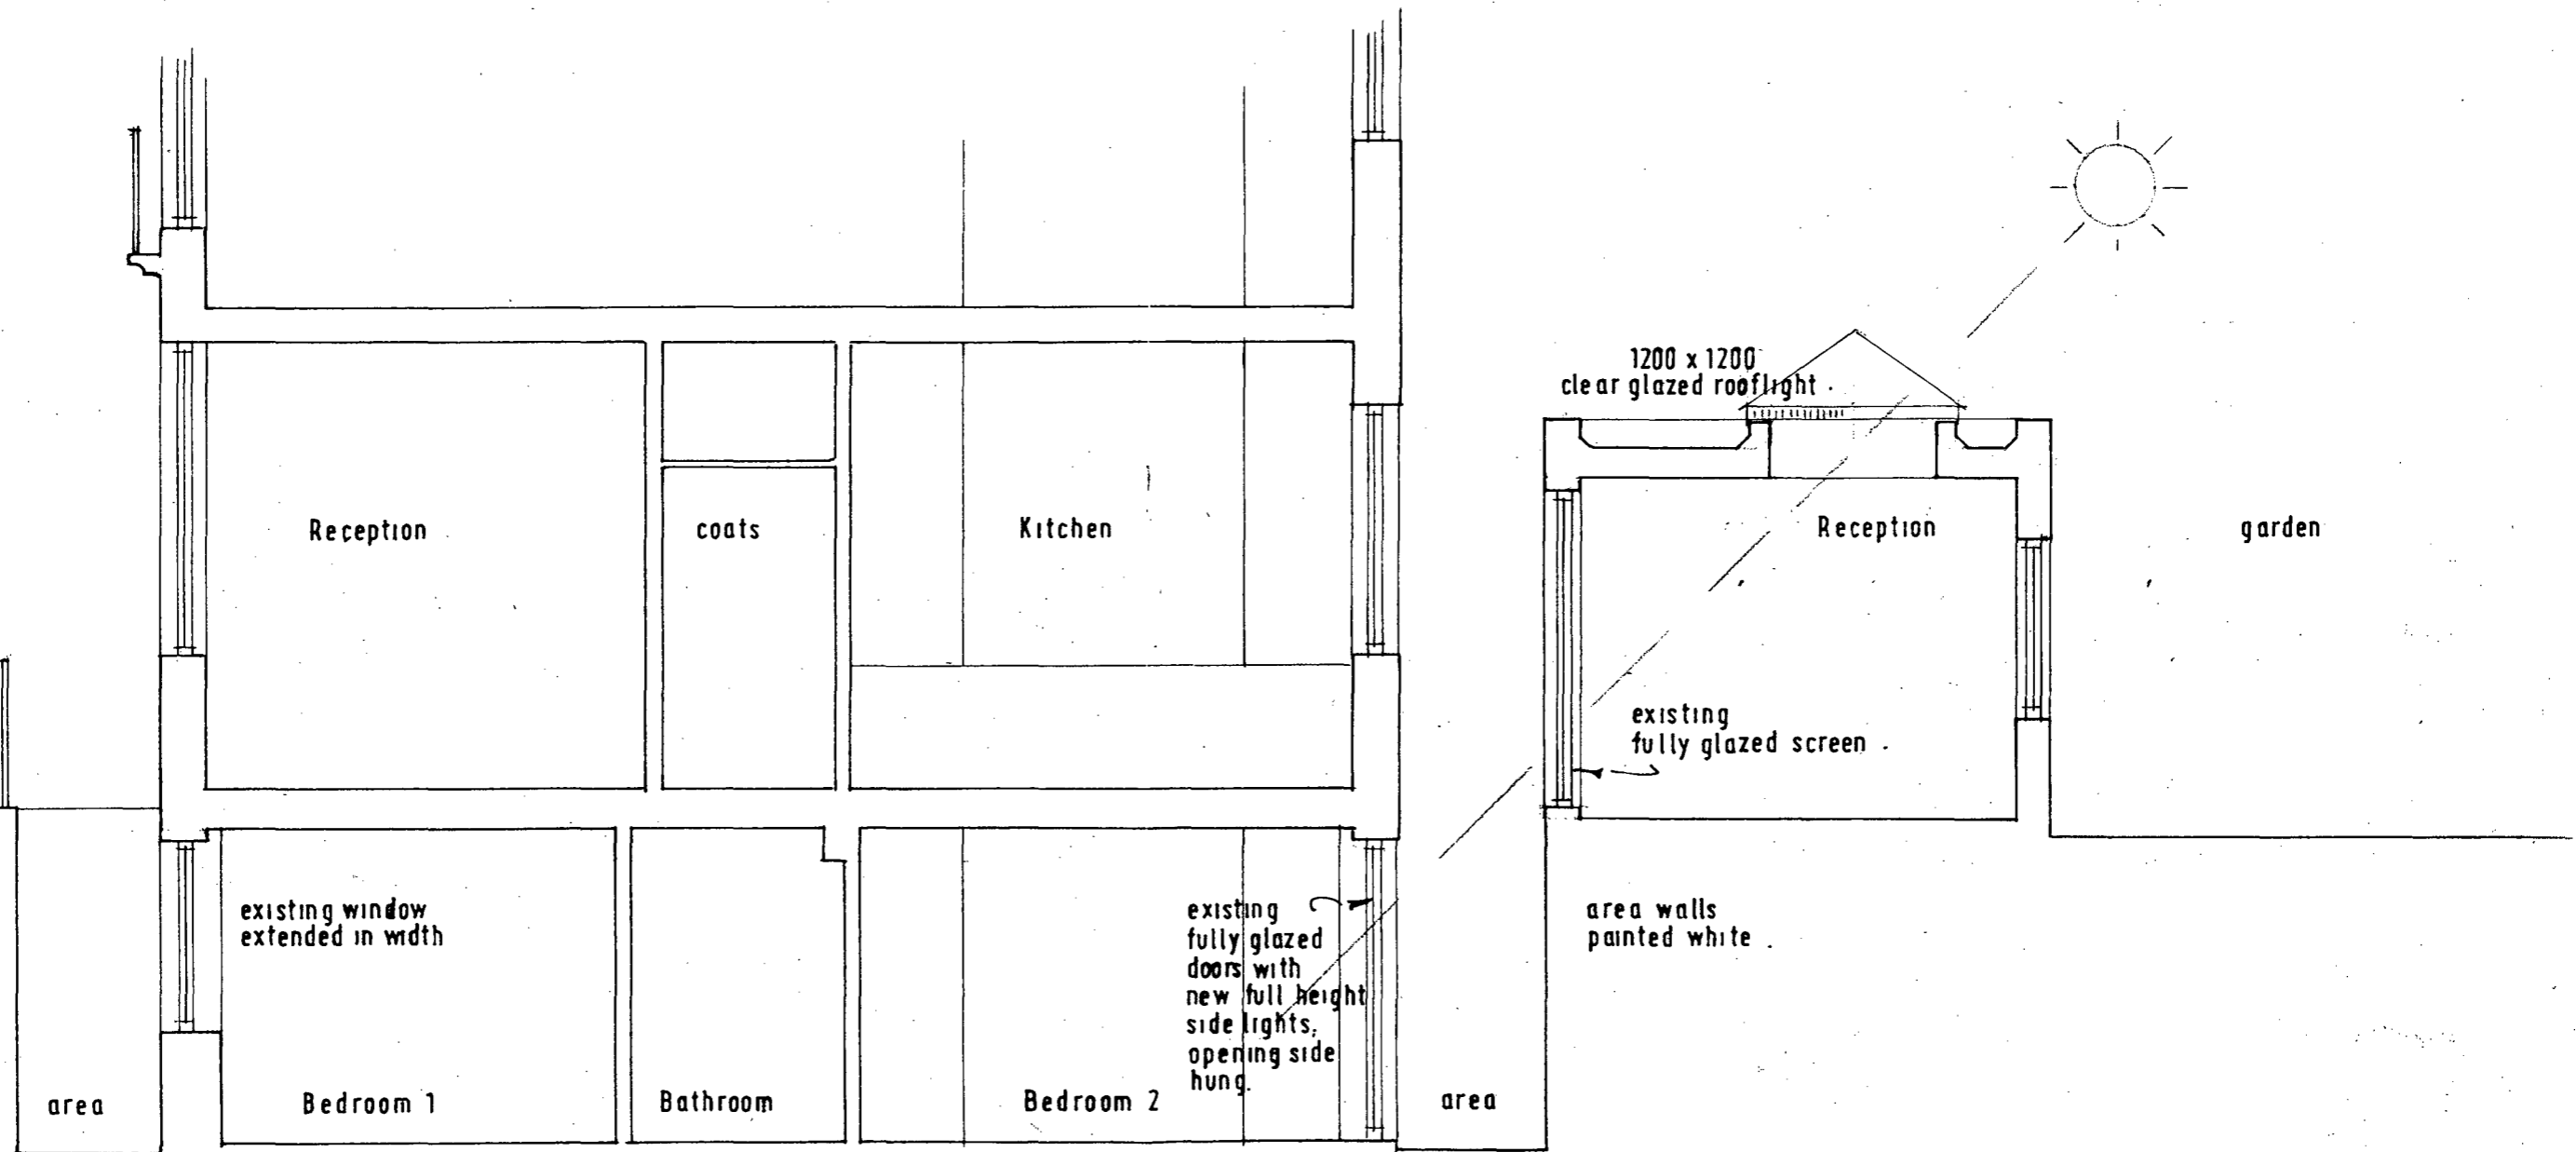 1200 x 1200
clear glazed rooflight .
Reception
coats
Kitchen
Reception
garden
existing
fully glazed screen .
existing window
extended in width
existing
fully glazed
doors with
new full height
side lights,
opening side
hung.
area walls
painted white .
area
Bedroom 1
Bathroom
Bedroom 2
area